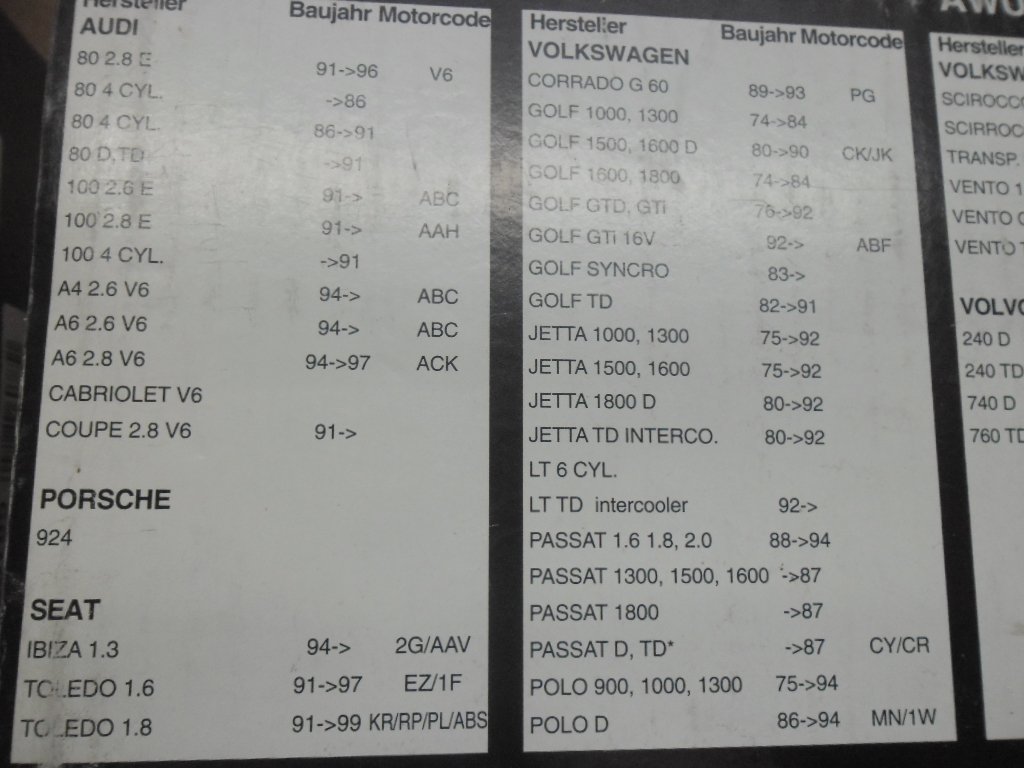 Hersteller Baujahr Motorcode
AUDI
80 2.8 E 91->96 V6
80 4 CYL. ->86
80 4 CYL. 86->91
80 D,TD ->91
100 2.6 E 91-> ABC
100 2.8 E 91-> AAH
100 4 CYL. ->91
A4 2.6 V6 94-> ABC
A6 2.6 V6 94-> ABC
A6 2.8 V6 94->97 ACK
CABRIOLET V6
COUPE 2.8 V6 91->
PORSCHE
924
SEAT
IBIZA 1.3 94-> 2G/AAV
TOLEDO 1.6 91->97 EZ/1F
TOLEDO 1.8 91->99 KR/RP/PL/ABS
Hersteller Baujahr Motorcode
VOLKSWAGEN
CORRADO G 60 89->93 PG
GOLF 1000, 1300 74->84
GOLF 1500, 1600 D 80->90 CK/JK
GOLF 1600, 1800 74->84
GOLF GTD, GTi 76->92
GOLF GTi 16V 92-> ABF
GOLF SYNCRO 83->
GOLF TD 82->91
JETTA 1000, 1300 75->92
JETTA 1500, 1600 75->92
JETTA 1800 D 80->92
JETTA TD INTERCO. 80->92
LT 6 CYL.
LT TD intercooler 92->
PASSAT 1.6 1.8, 2.0 88->94
PASSAT 1300, 1500, 1600 ->87
PASSAT 1800 ->87
PASSAT D, TD* ->87 CY/CR
POLO 900, 1000, 1300 75->94
POLO D 86->94 MN/1W
Hersteller
VOLKSW
SCIROCC
SCIRROC
TRANSP.
VENTO 1
VENTO
VENTO T
VOLVO
240 D
240 TD
740 D
760 TD